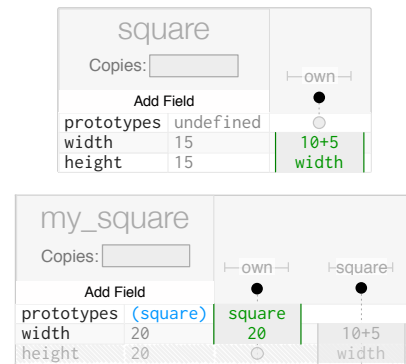 square
Copies:
own
Add Field
prototypes undefined
width 15 10+5
height 15 width
my_square
Copies:
own square
Add Field
prototypes (square) square
width 20 20 10+5
height 20 width